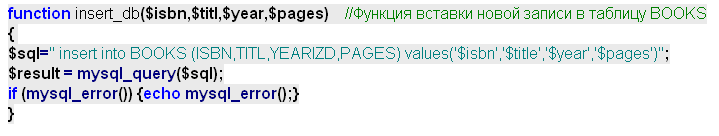 function insert_db($isbn,$titl,$year,$pages)    //Функция вставки новой записи в таблицу BOOKS
{
$sql=" insert into BOOKS (ISBN,TITL,YEARIZD,PAGES) values('$isbn','$title','$year','$pages')";
$result = mysql_query($sql);
if (mysql_error()) {echo mysql_error();}
}